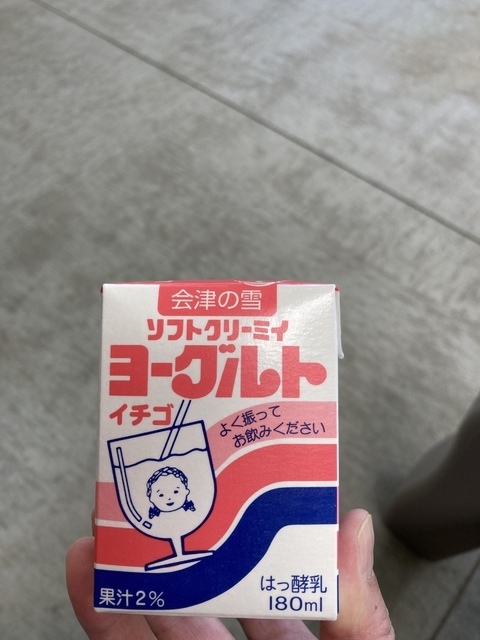 会津の雪
ソフトクリーミィ
ヨーグルト
イチゴ
よく振って
お飲みください
果汁2%
はっ酵乳
180ml